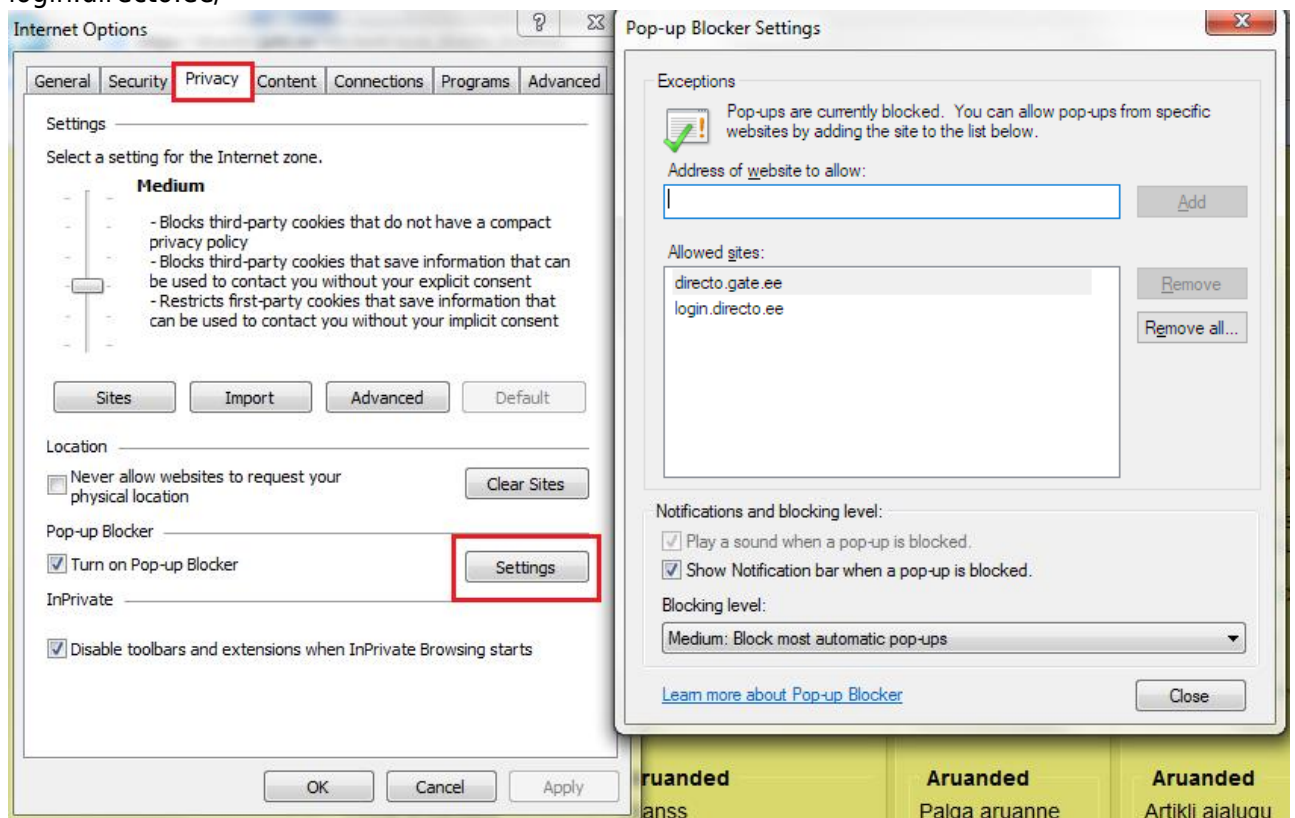 login.directo.ee,
Internet Options
General Security Privacy Content Connections Programs Advanced
Settings
Select a setting for the Internet zone.
Medium
- Blocks third-party cookies that do not have a compact
privacy policy
- Blocks third-party cookies that save information that can
be used to contact you without your explicit consent
- Restricts first-party cookies that save information that
can be used to contact you without your implicit consent
Sites Import Advanced Default
Location
Never allow websites to request your
physical location
Clear Sites
Pop-up Blocker
Turn on Pop-up Blocker
Settings
InPrivate
Disable toolbars and extensions when InPrivate Browsing starts
OK Cancel Apply
Pop-up Blocker Settings
Exceptions
Pop-ups are currently blocked. You can allow pop-ups from specific
websites by adding the site to the list below.
Address of website to allow:
Add
Allowed sites:
directo.gate.ee
login.directo.ee
Remove
Remove all...
Notifications and blocking level:
Play a sound when a pop-up is blocked.
Show Notification bar when a pop-up is blocked.
Blocking level:
Medium: Block most automatic pop-ups
Learn more about Pop-up Blocker
Close
ruanded Aruanded Aruanded
anss Palga aruanne Artikli ajalugu